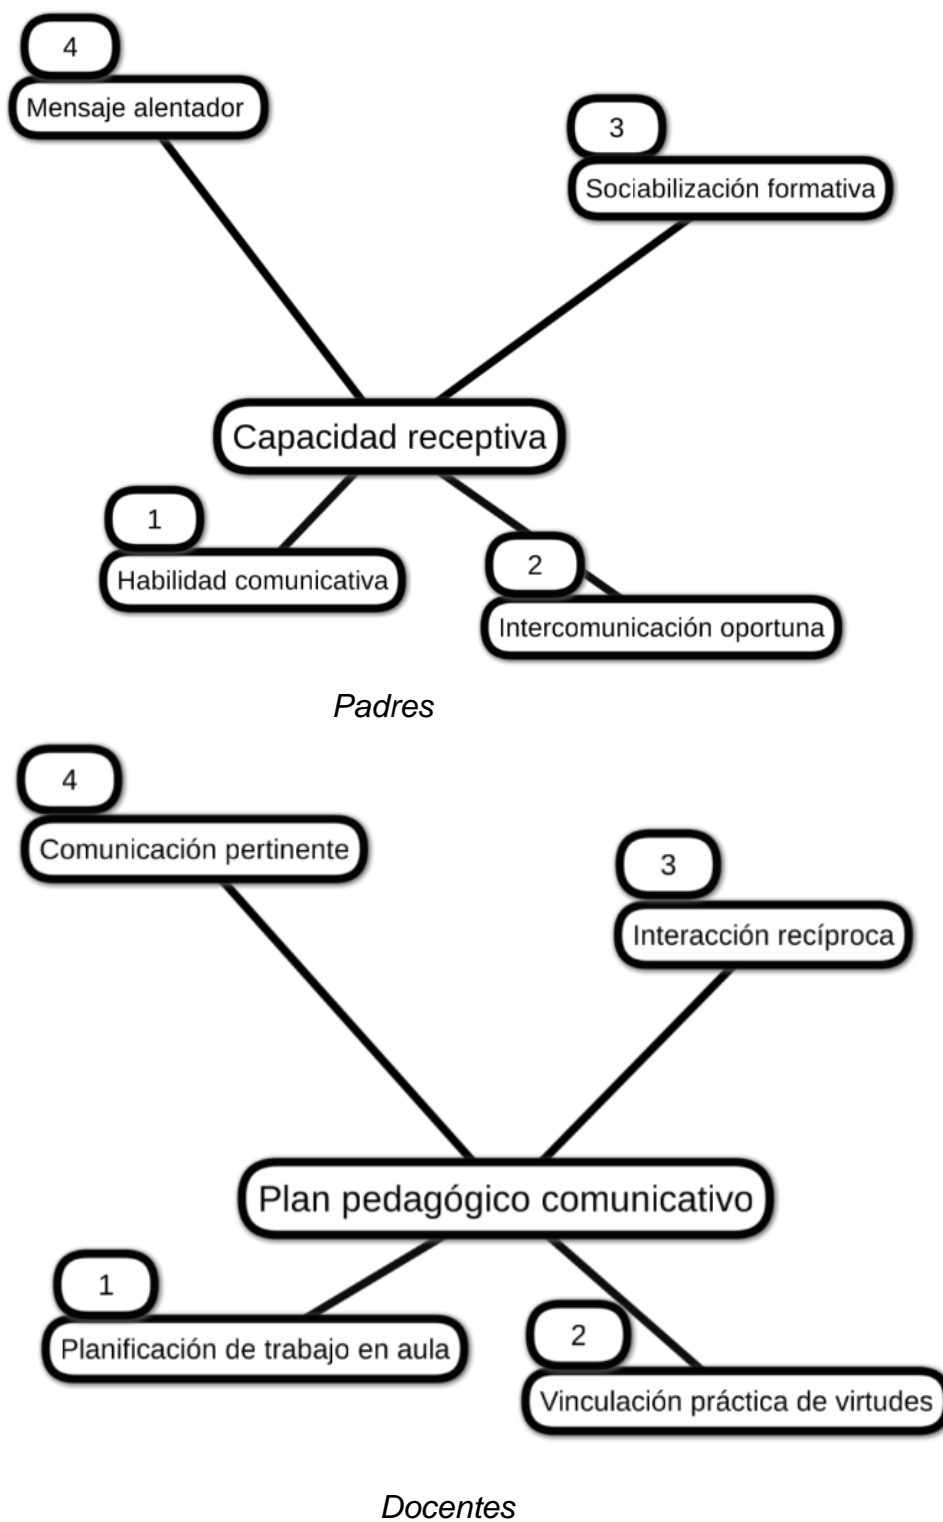 4
Mensaje alentador
3
Sociabilización formativa
Capacidad receptiva
1
Habilidad comunicativa
2
Intercomunicación oportuna
Padres
4
Comunicación pertinente
3
Interacción recíproca
Plan pedagógico comunicativo
1
Planificación de trabajo en aula
2
Vinculación práctica de virtudes
Docentes